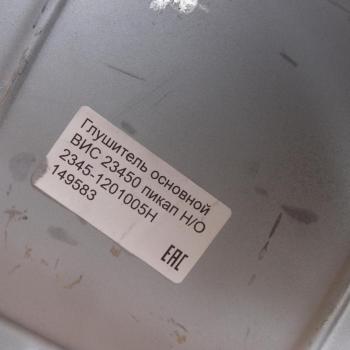 Глушитель основной
ВИС 23450 пикап Н/О
2345-1201005Н
149583
EAC